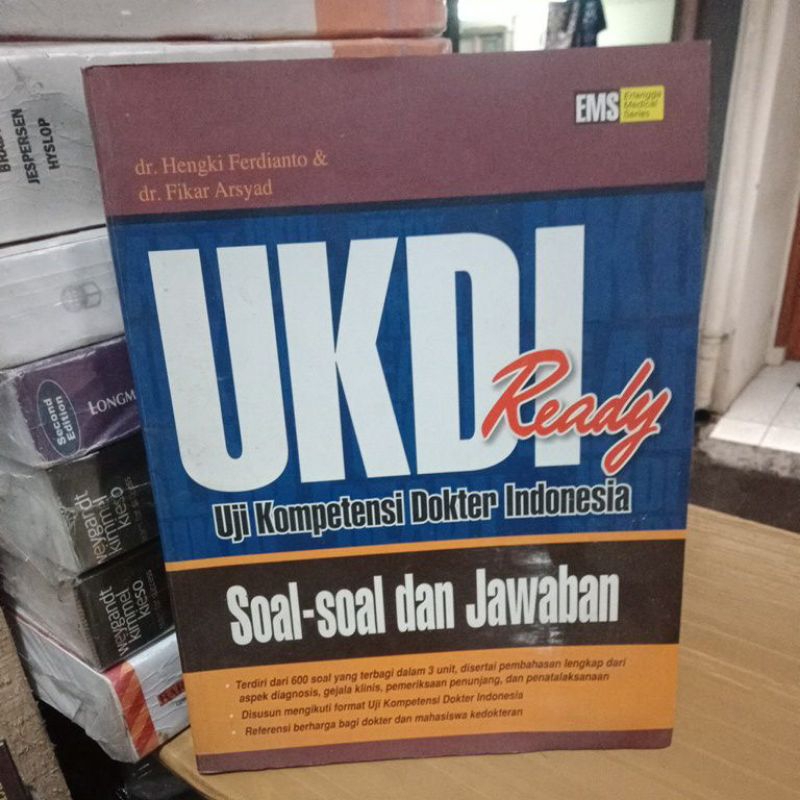 EMS
Erlangga
Medical
Series
dr. Hengki Ferdianto &
dr. Fikar Arsyad
UKDI
Ready
Uji Kompetensi Dokter Indonesia
Soal-soal dan Jawaban
• Terdiri dari 600 soal yang terbagi dalam 3 unit, disertai pembahasan lengkap dari
aspek diagnosis, gejala klinis, pemeriksaan penunjang, dan penatalaksanaan
• Disusun mengikuti format Uji Kompetensi Dokter Indonesia
• Referensi berharga bagi dokter dan mahasiswa kedokteran
JESPERSEN
HYSLOP
Second
Edition
LONGM
weygandt
kimmel
kieso
weygandt
kimmel
kieso